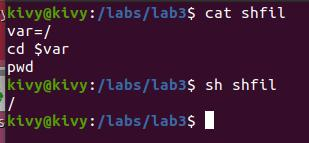 kivy@kivy:/labs/lab3$ cat shfil
var=/
cd $var
pwd
kivy@kivy:/labs/lab3$ sh shfil
/
kivy@kivy:/labs/lab3$